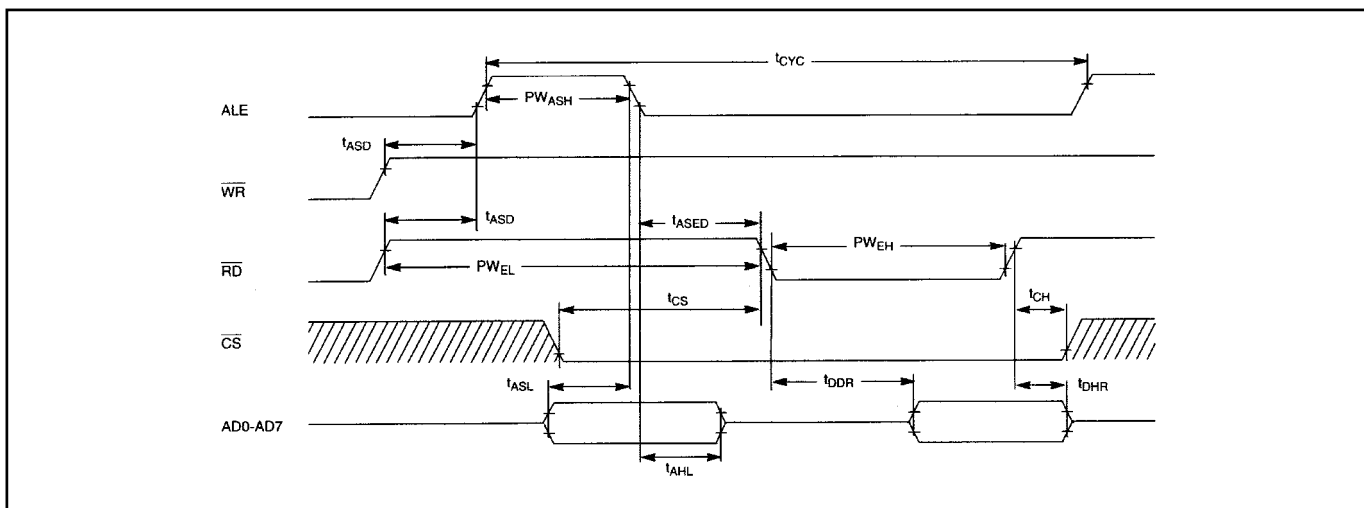 tCYC
ALE
PWASH
tASD
WR
tASD
tASED
RD
PWEL
PWEH
tCS
tCH
CS
tASL
tDDR
tDHR
AD0-AD7
tAHL